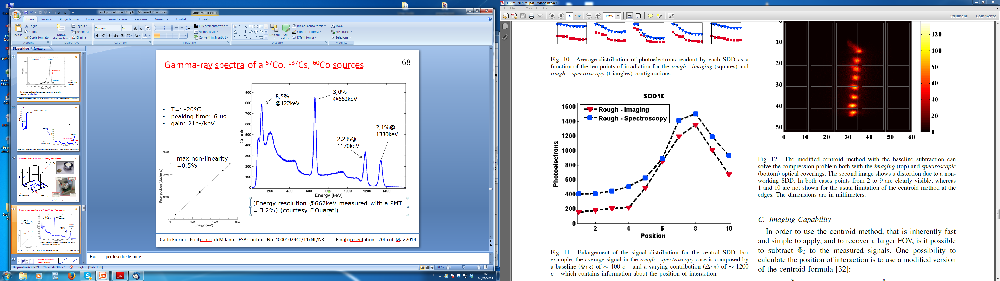 Final presentation 1.0.pptx - Microsoft PowerPoint
Strumenti disegno
Home
Inserisci
Progettazione
Animazioni
Presentazione
Revisione
Visualizza
Acrobat
Formato
Incolla
Taglia
Copia
Copia formato
Appunti
Nuova
diapositiva
Layout
Reimposta
Elimina
Diapositive
Verdana
16
Carattere
Orientamento testo
Allinea testo
Converti in SmartArt
Paragrafo
Disponi
Stili
veloci
Riempimento forma
Contorno forma
Effetti forma
Disegno
Trova
Sostituisci
Seleziona
Modifica
Diapositive
Struttura
65
66
67
Detection module with 1" LaBr3 scintillator
68
Gamma-ray spectra of a 57Co, 137Cs, 60Co sources
69
Position sensitivity
measurements
Gamma-ray spectra of a 57Co, 137Cs, 60Co sources
68
• T=: -20°C
• peaking time: 6 µs
• gain: 21e-/keV
max non-linearity
=0.5%
Peak position (electrons)
30000
20000
10000
0
0 500 1000 1500
Energy (keV)
Counts
900
800
700
600
500
400
300
200
100
0
200 400 600 800 1000 1200 1400
Energy [keV]
8,5%
@122keV
3,0%
@662keV
2,2%@
1170keV
2,1%@
1330keV
(Energy resolution @662keV measured with a PMT
= 3.2%) (courtesy F.Quarati)
Carlo Fiorini – Politecnico di Milano ESA Contract No. 4000102940/11/NL/NR Final presentation – 20th of May 2014
Fare clic per inserire le note
Diapositiva 68 di 89
"Tema di Office"
Inglese (Stati Uniti)
105%
IT
14:23
06/06/2014
HICAM_INFN_V1.pdf - Adobe Reader
File Modifica Vista Finestra ?
8 / 10
198%
Strumenti
Commento
Fig. 10. Average distribution of photoelectrons readout by each SDD as a
function of the ten points of irradiation for the rough - imaging (squares) and
rough - spectroscopy (triangles) configurations.
SDD#8
Rough - Imaging
Rough - Spectroscopy
Photoelectrons
1600
1400
1200
1000
800
600
400
200
0
2 4 6 8 10
Position
Fig. 11. Enlargement of the signal distribution for the central SDD. For
example, the average signal in the rough - spectroscopy case is composed by
a baseline (Φ13) of ∼ 400 e− and a varying contribution (Δ13) of ∼ 1200
e− which contains information about the position of interaction.
0
10
20
30
40
50
0 10 20 30 40 50 60
120
100
80
60
40
20
0
Fig. 12. The modified centroid method with the baseline subtraction can
solve the compression problem both with the imaging (top) and spectroscopic
(bottom) optical coverings. The second image shows a distortion due to a non-
working SDD. In both cases points from 2 to 9 are clearly visible, whereas
1 and 10 are not shown for the usual limitation of the centroid method at the
edges. The dimensions are in millimeters.
C. Imaging Capability
In order to use the centroid method, that is inherently fast
and simple to apply, and to recover a larger FOV, is it possible
to subtract Φi to the measured signals. One possibility to
calculate the position of interaction is to use a modified version
of the centroid formula [32]:
N N